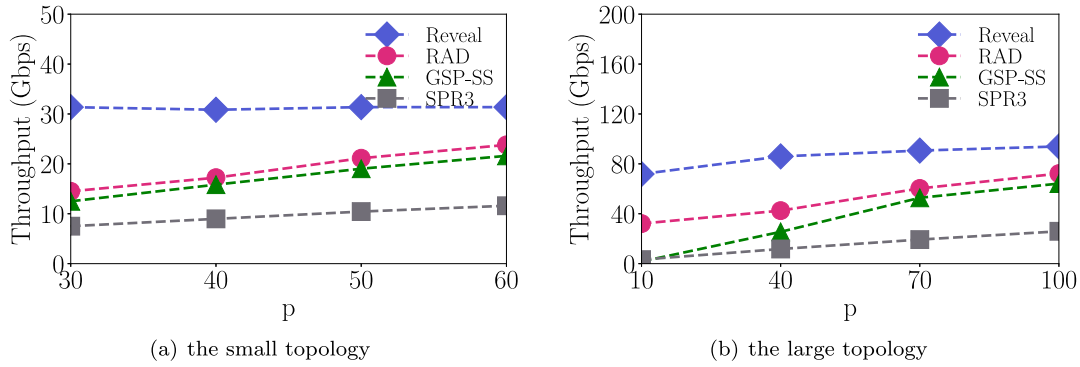 50
40
30
20
10
0
Throughput (Gbps)
30
40
50
60
p
Reveal
RAD
GSP-SS
SPR3
(a) the small topology
200
160
120
80
40
0
Throughput (Gbps)
10
40
70
100
p
Reveal
RAD
GSP-SS
SPR3
(b) the large topology